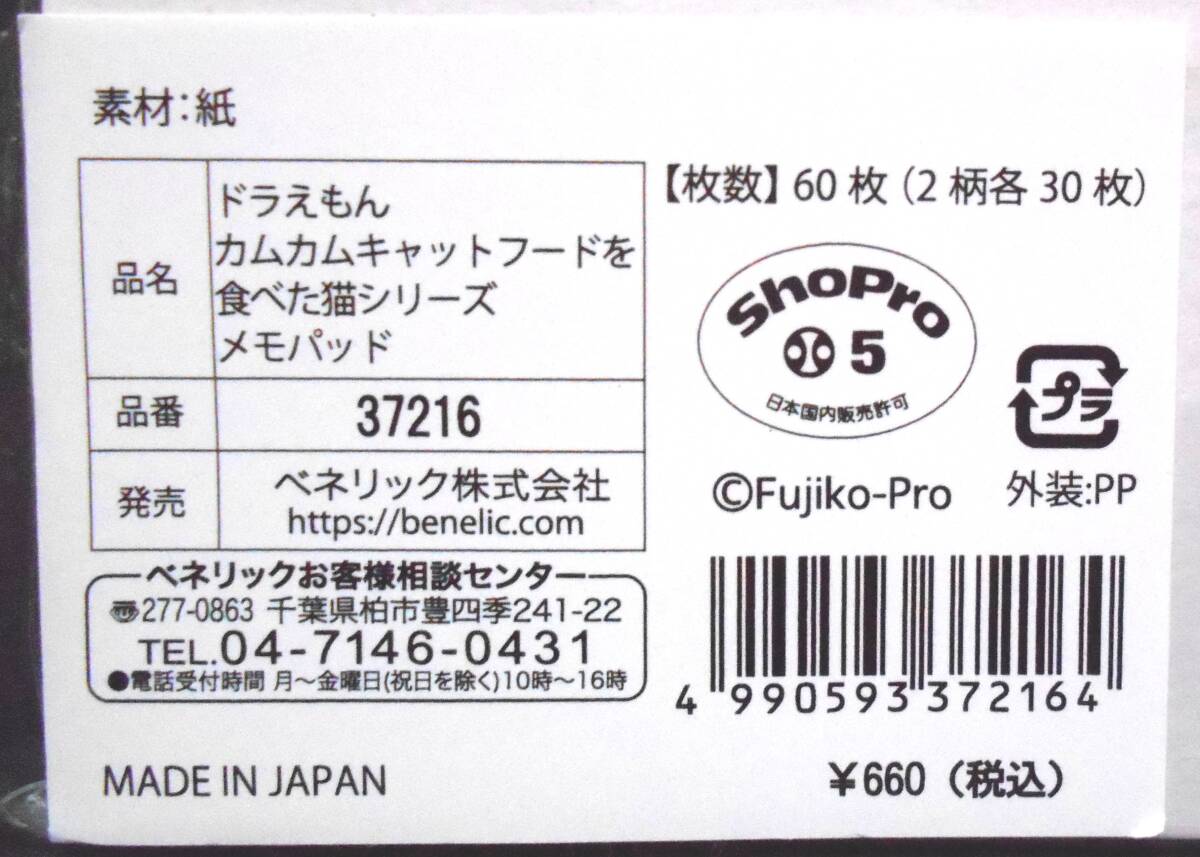 素材:紙
品名
ドラえもん
カムカムキャットフードを
食べた猫シリーズ
メモパッド
品番
37216
発売
ベネリック株式会社
https://benelic.com
ベネリックお客様相談センター
277-0863 千葉県柏市豊四季241-22
TEL.04-7146-0431
●電話受付時間 月～金曜日(祝日を除く)10時～16時
MADE IN JAPAN
【枚数】60枚(2柄各30枚)
ShoPro
5
日本国内販売許可
プラ
©Fujiko-Pro
外装:PP
4 990593 372164
¥660(税込)